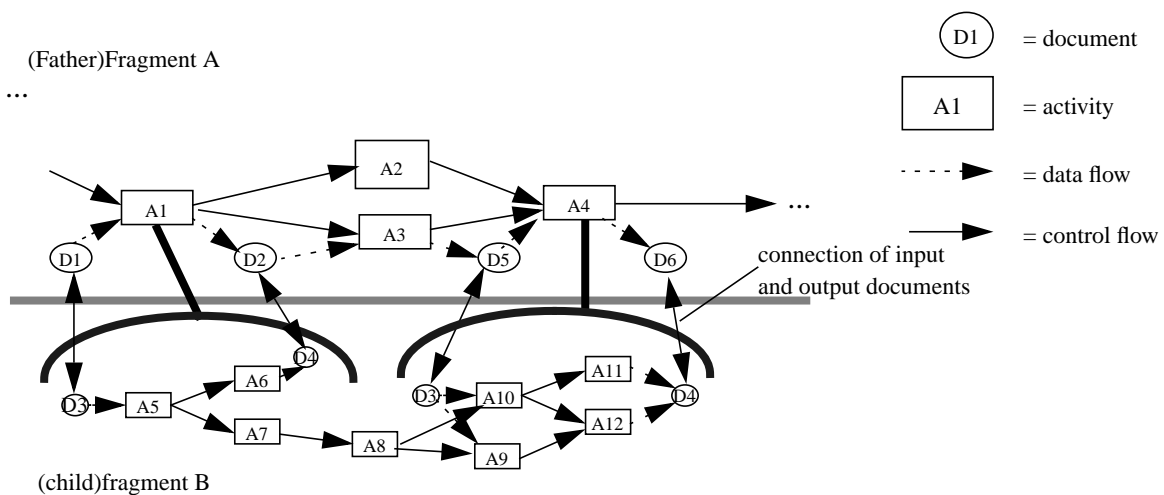 D1
= document
(Father)Fragment A
...
A1
= activity
A2
= data flow
A1
A4
...
A3
= control flow
D1
D2
D5
D6
connection of input
and output documents
D4
A11
A6
D3
A5
D3
A10
D4
A7
A12
A8
A9
(child)fragment B